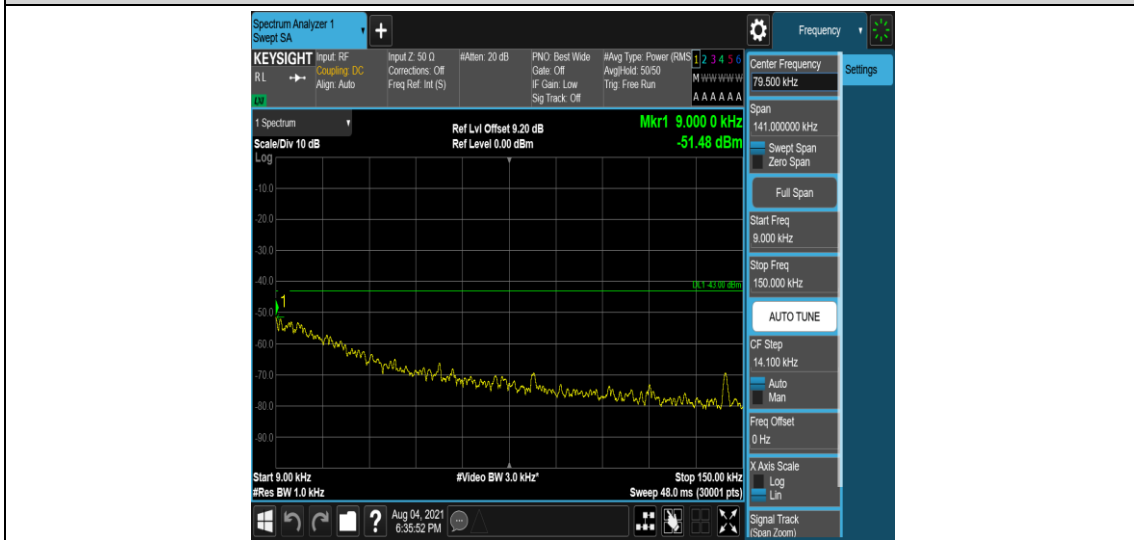 Spectrum Analyzer 1
Swept SA
+
Frequency
KEYSIGHT
RL
LXI
Input: RF
Coupling: DC
Align: Auto
Input Z: 50 Ω
Corrections: Off
Freq Ref: Int (S)
#Atten: 20 dB
PNO: Best Wide
Gate: Off
IF Gain: Low
Sig Track: Off
#Avg Type: Power (RMS
Avg|Hold: 50/50
Trig: Free Run
1 2 3 4 5 6
M W W W W W
A A A A A A
1 Spectrum
Scale/Div 10 dB
Ref Lvl Offset 9.20 dB
Ref Level 0.00 dBm
Mkr1 9.000 0 kHz
-51.48 dBm
Log
-10.0
-20.0
-30.0
-40.0
-50.0
-60.0
-70.0
-80.0
-90.0
DL1 -43.00 dBm
1
Start 9.00 kHz
#Res BW 1.0 kHz
#Video BW 3.0 kHz*
Stop 150.00 kHz
Sweep 48.0 ms (30001 pts)
Center Frequency
79.500 kHz
Settings
Span
141.000000 kHz
Swept Span
Zero Span
Full Span
Start Freq
9.000 kHz
Stop Freq
150.000 kHz
AUTO TUNE
CF Step
14.100 kHz
Auto
Man
Freq Offset
0 Hz
X Axis Scale
Log
Lin
Signal Track
(Span Zoom)
?
Aug 04, 2021
6:35:52 PM